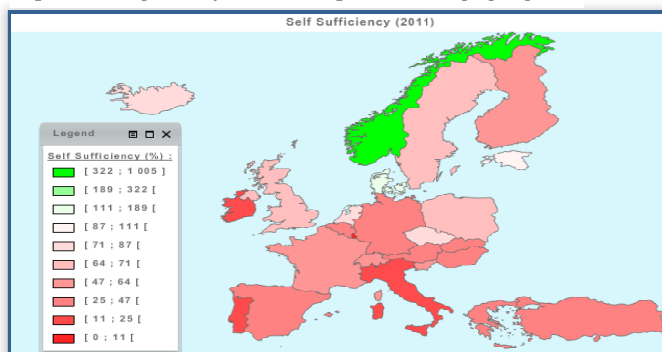 Self Sufficiency (2011)
Legend
Self Sufficiency (%) :
[ 322 ; 1 005 ]
[ 189 ; 322 [
[ 111 ; 189 [
[ 87 ; 111 [
[ 71 ; 87 [
[ 64 ; 71 [
[ 47 ; 64 [
[ 25 ; 47 [
[ 11 ; 25 [
[ 0 ; 11 [